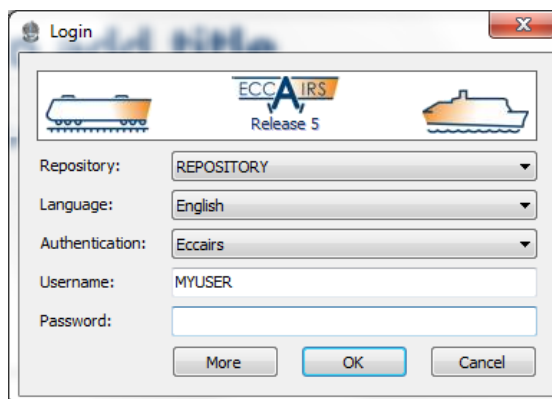 Login
ECCAIRS
Release 5
Repository: REPOSITORY
Language: English
Authentication: Eccairs
Username: MYUSER
Password:
More OK Cancel